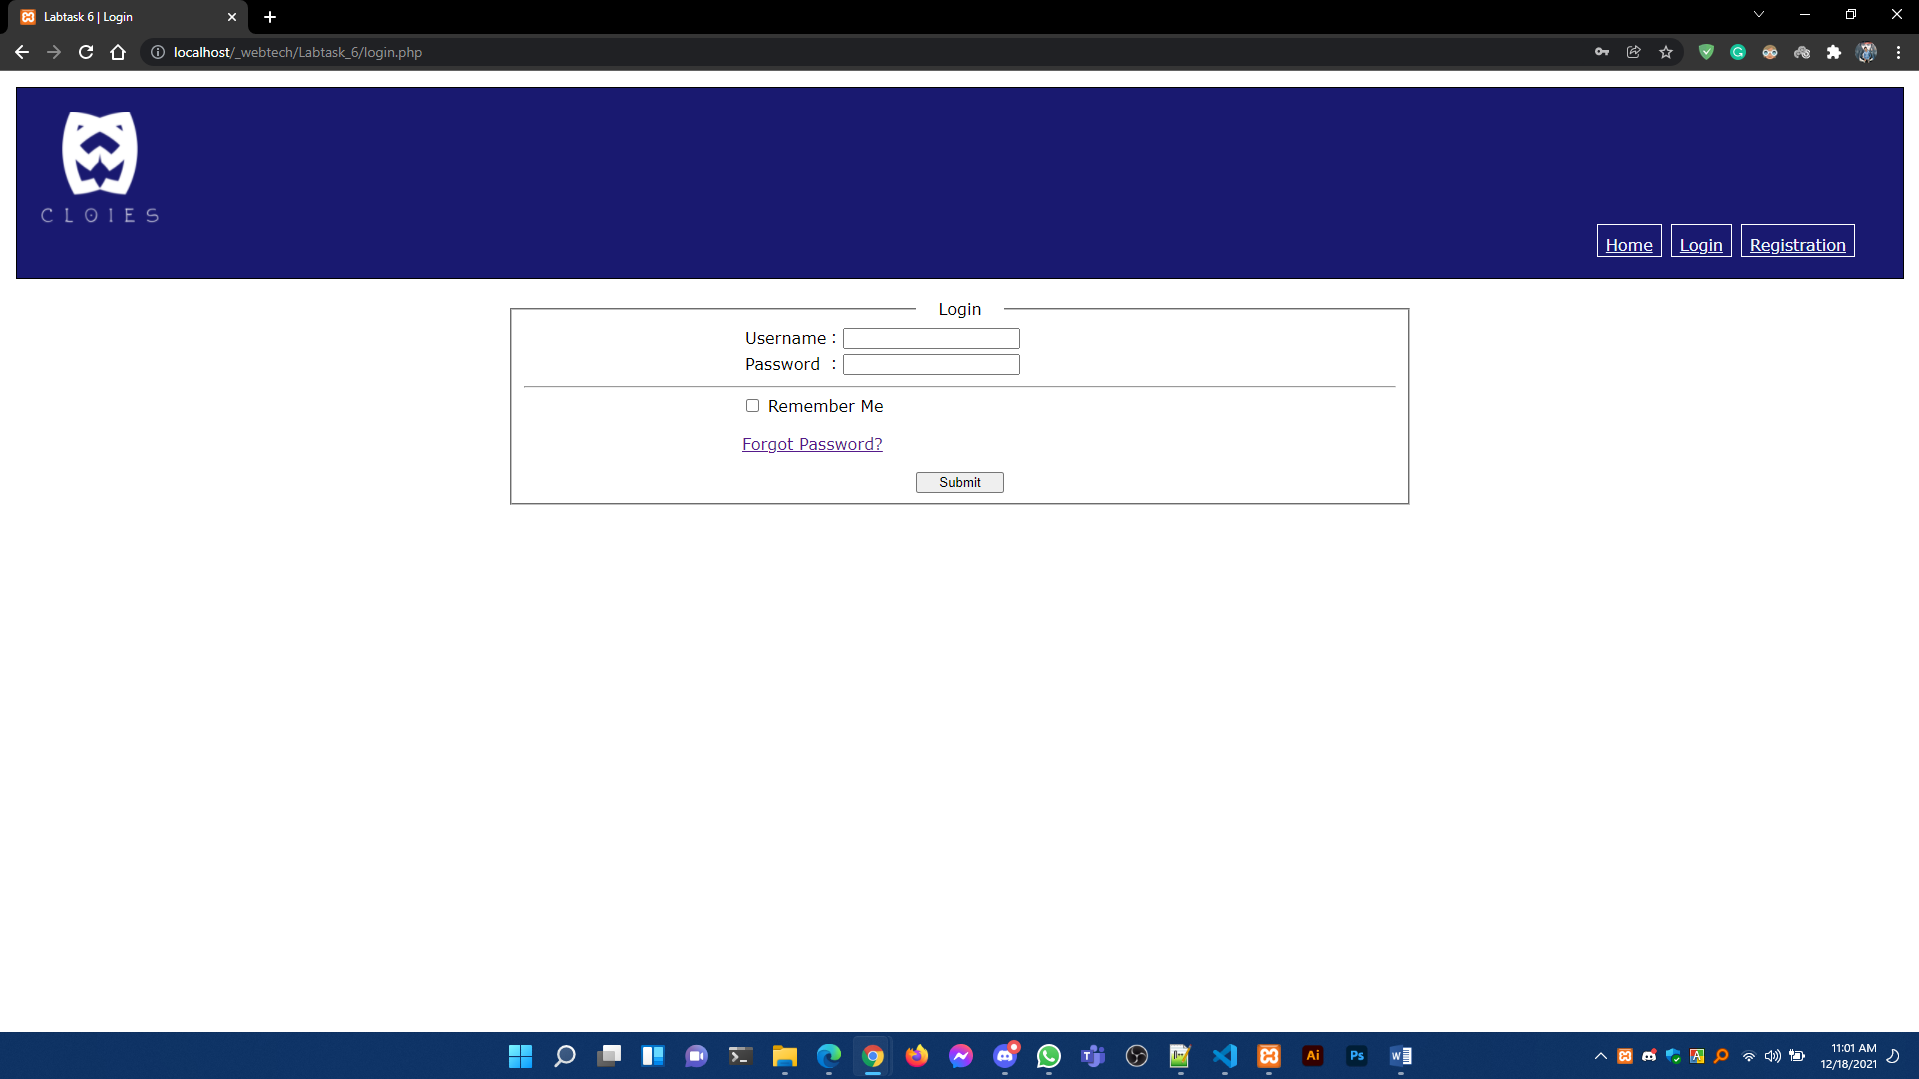 Labtask 6 | Login
localhost/_webtech/Labtask_6/login.php
CLOIES
Home Login Registration
Login
Username :
Password :
Remember Me
Forgot Password?
Submit
Ai Ps
11:01 AM
12/18/2021